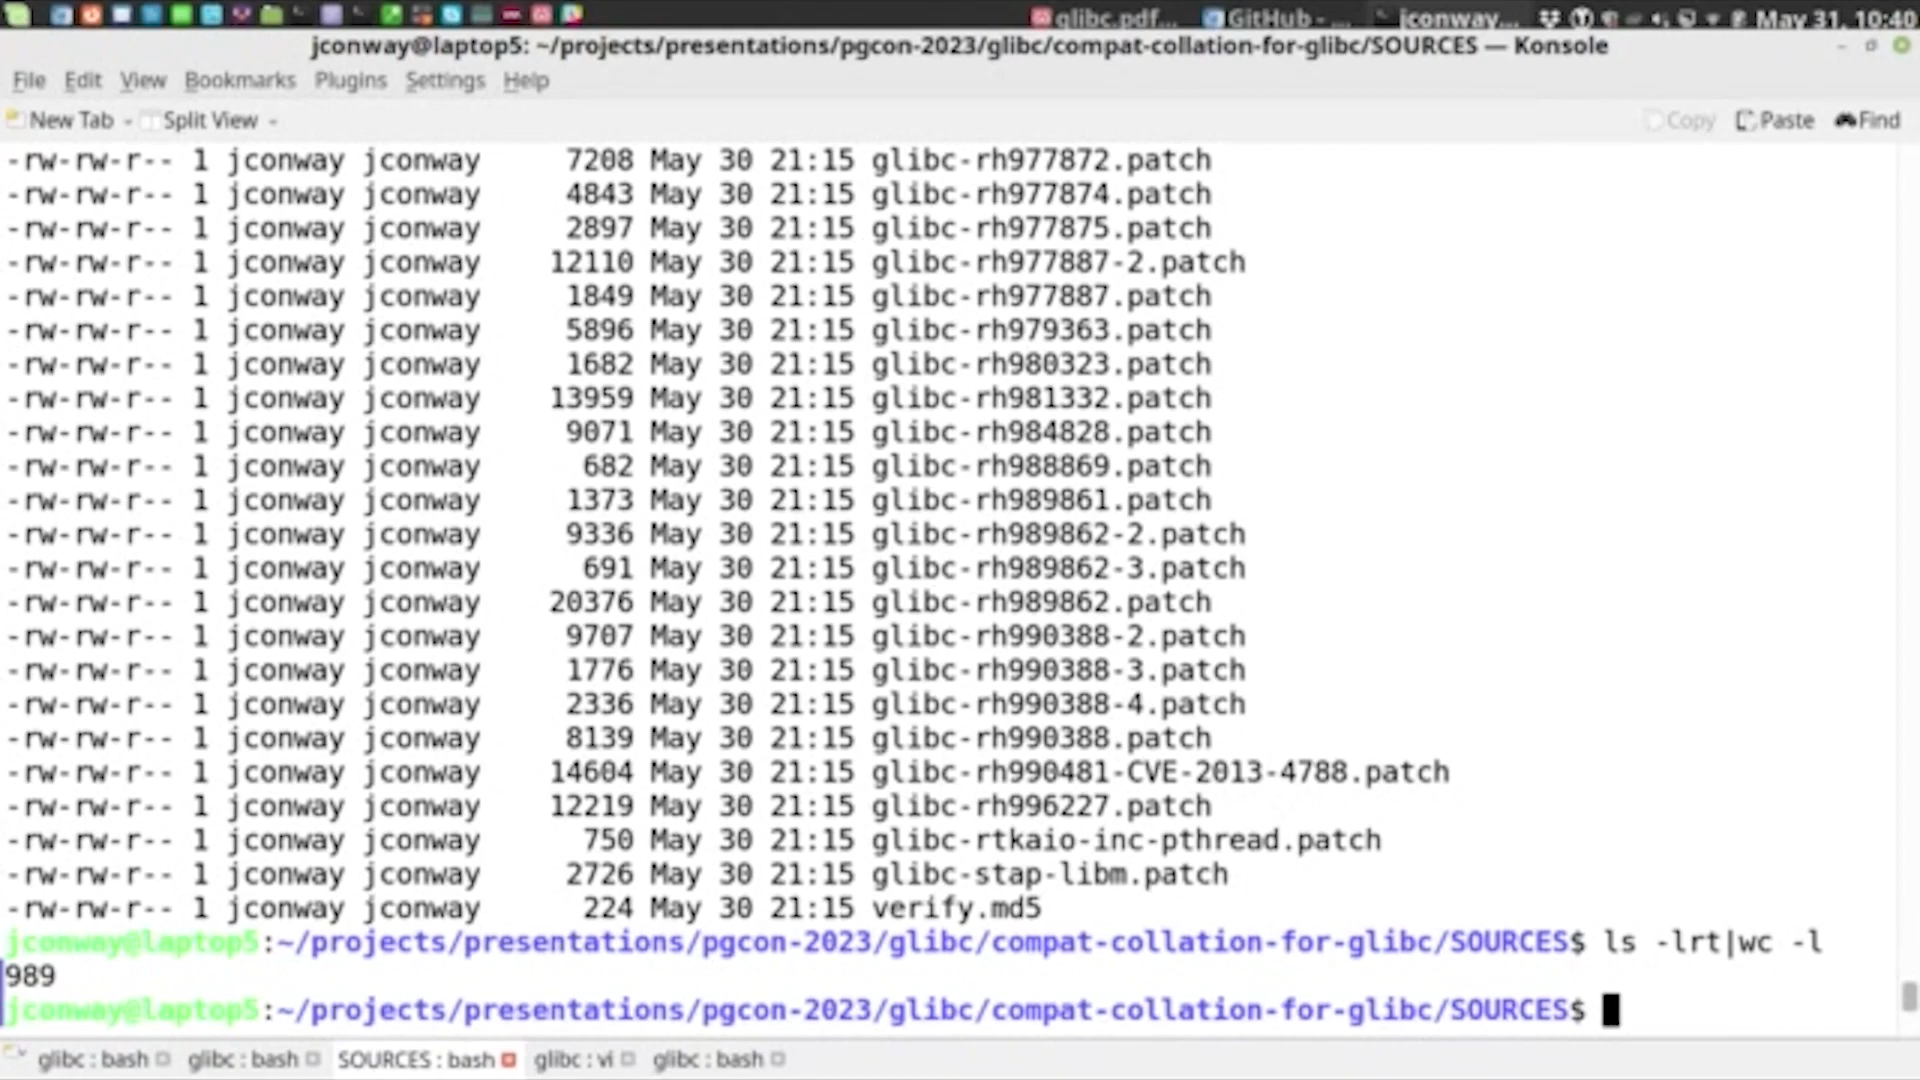 glibc.pdf... GitHub - ... jconway... May 31, 10:40
jconway@laptop5: ~/projects/presentations/pgcon-2023/glibc/compat-collation-for-glibc/SOURCES — Konsole
File Edit View Bookmarks Plugins Settings Help
New Tab Split View Copy Paste Find
-rw-rw-r-- 1 jconway jconway 7208 May 30 21:15 glibc-rh977872.patch
-rw-rw-r-- 1 jconway jconway 4843 May 30 21:15 glibc-rh977874.patch
-rw-rw-r-- 1 jconway jconway 2897 May 30 21:15 glibc-rh977875.patch
-rw-rw-r-- 1 jconway jconway 12110 May 30 21:15 glibc-rh977887-2.patch
-rw-rw-r-- 1 jconway jconway 1849 May 30 21:15 glibc-rh977887.patch
-rw-rw-r-- 1 jconway jconway 5896 May 30 21:15 glibc-rh979363.patch
-rw-rw-r-- 1 jconway jconway 1682 May 30 21:15 glibc-rh980323.patch
-rw-rw-r-- 1 jconway jconway 13959 May 30 21:15 glibc-rh981332.patch
-rw-rw-r-- 1 jconway jconway 9071 May 30 21:15 glibc-rh984828.patch
-rw-rw-r-- 1 jconway jconway 682 May 30 21:15 glibc-rh988869.patch
-rw-rw-r-- 1 jconway jconway 1373 May 30 21:15 glibc-rh989861.patch
-rw-rw-r-- 1 jconway jconway 9336 May 30 21:15 glibc-rh989862-2.patch
-rw-rw-r-- 1 jconway jconway 691 May 30 21:15 glibc-rh989862-3.patch
-rw-rw-r-- 1 jconway jconway 20376 May 30 21:15 glibc-rh989862.patch
-rw-rw-r-- 1 jconway jconway 9707 May 30 21:15 glibc-rh990388-2.patch
-rw-rw-r-- 1 jconway jconway 1776 May 30 21:15 glibc-rh990388-3.patch
-rw-rw-r-- 1 jconway jconway 2336 May 30 21:15 glibc-rh990388-4.patch
-rw-rw-r-- 1 jconway jconway 8139 May 30 21:15 glibc-rh990388.patch
-rw-rw-r-- 1 jconway jconway 14604 May 30 21:15 glibc-rh990481-CVE-2013-4788.patch
-rw-rw-r-- 1 jconway jconway 12219 May 30 21:15 glibc-rh996227.patch
-rw-rw-r-- 1 jconway jconway 750 May 30 21:15 glibc-rtkaio-inc-pthread.patch
-rw-rw-r-- 1 jconway jconway 2726 May 30 21:15 glibc-stap-libm.patch
-rw-rw-r-- 1 jconway jconway 224 May 30 21:15 verify.md5
jconway@laptop5:~/projects/presentations/pgcon-2023/glibc/compat-collation-for-glibc/SOURCES$ ls -lrt|wc -l
989
jconway@laptop5:~/projects/presentations/pgcon-2023/glibc/compat-collation-for-glibc/SOURCES$
glibc : bash glibc : bash SOURCES : bash glibc : vi glibc : bash